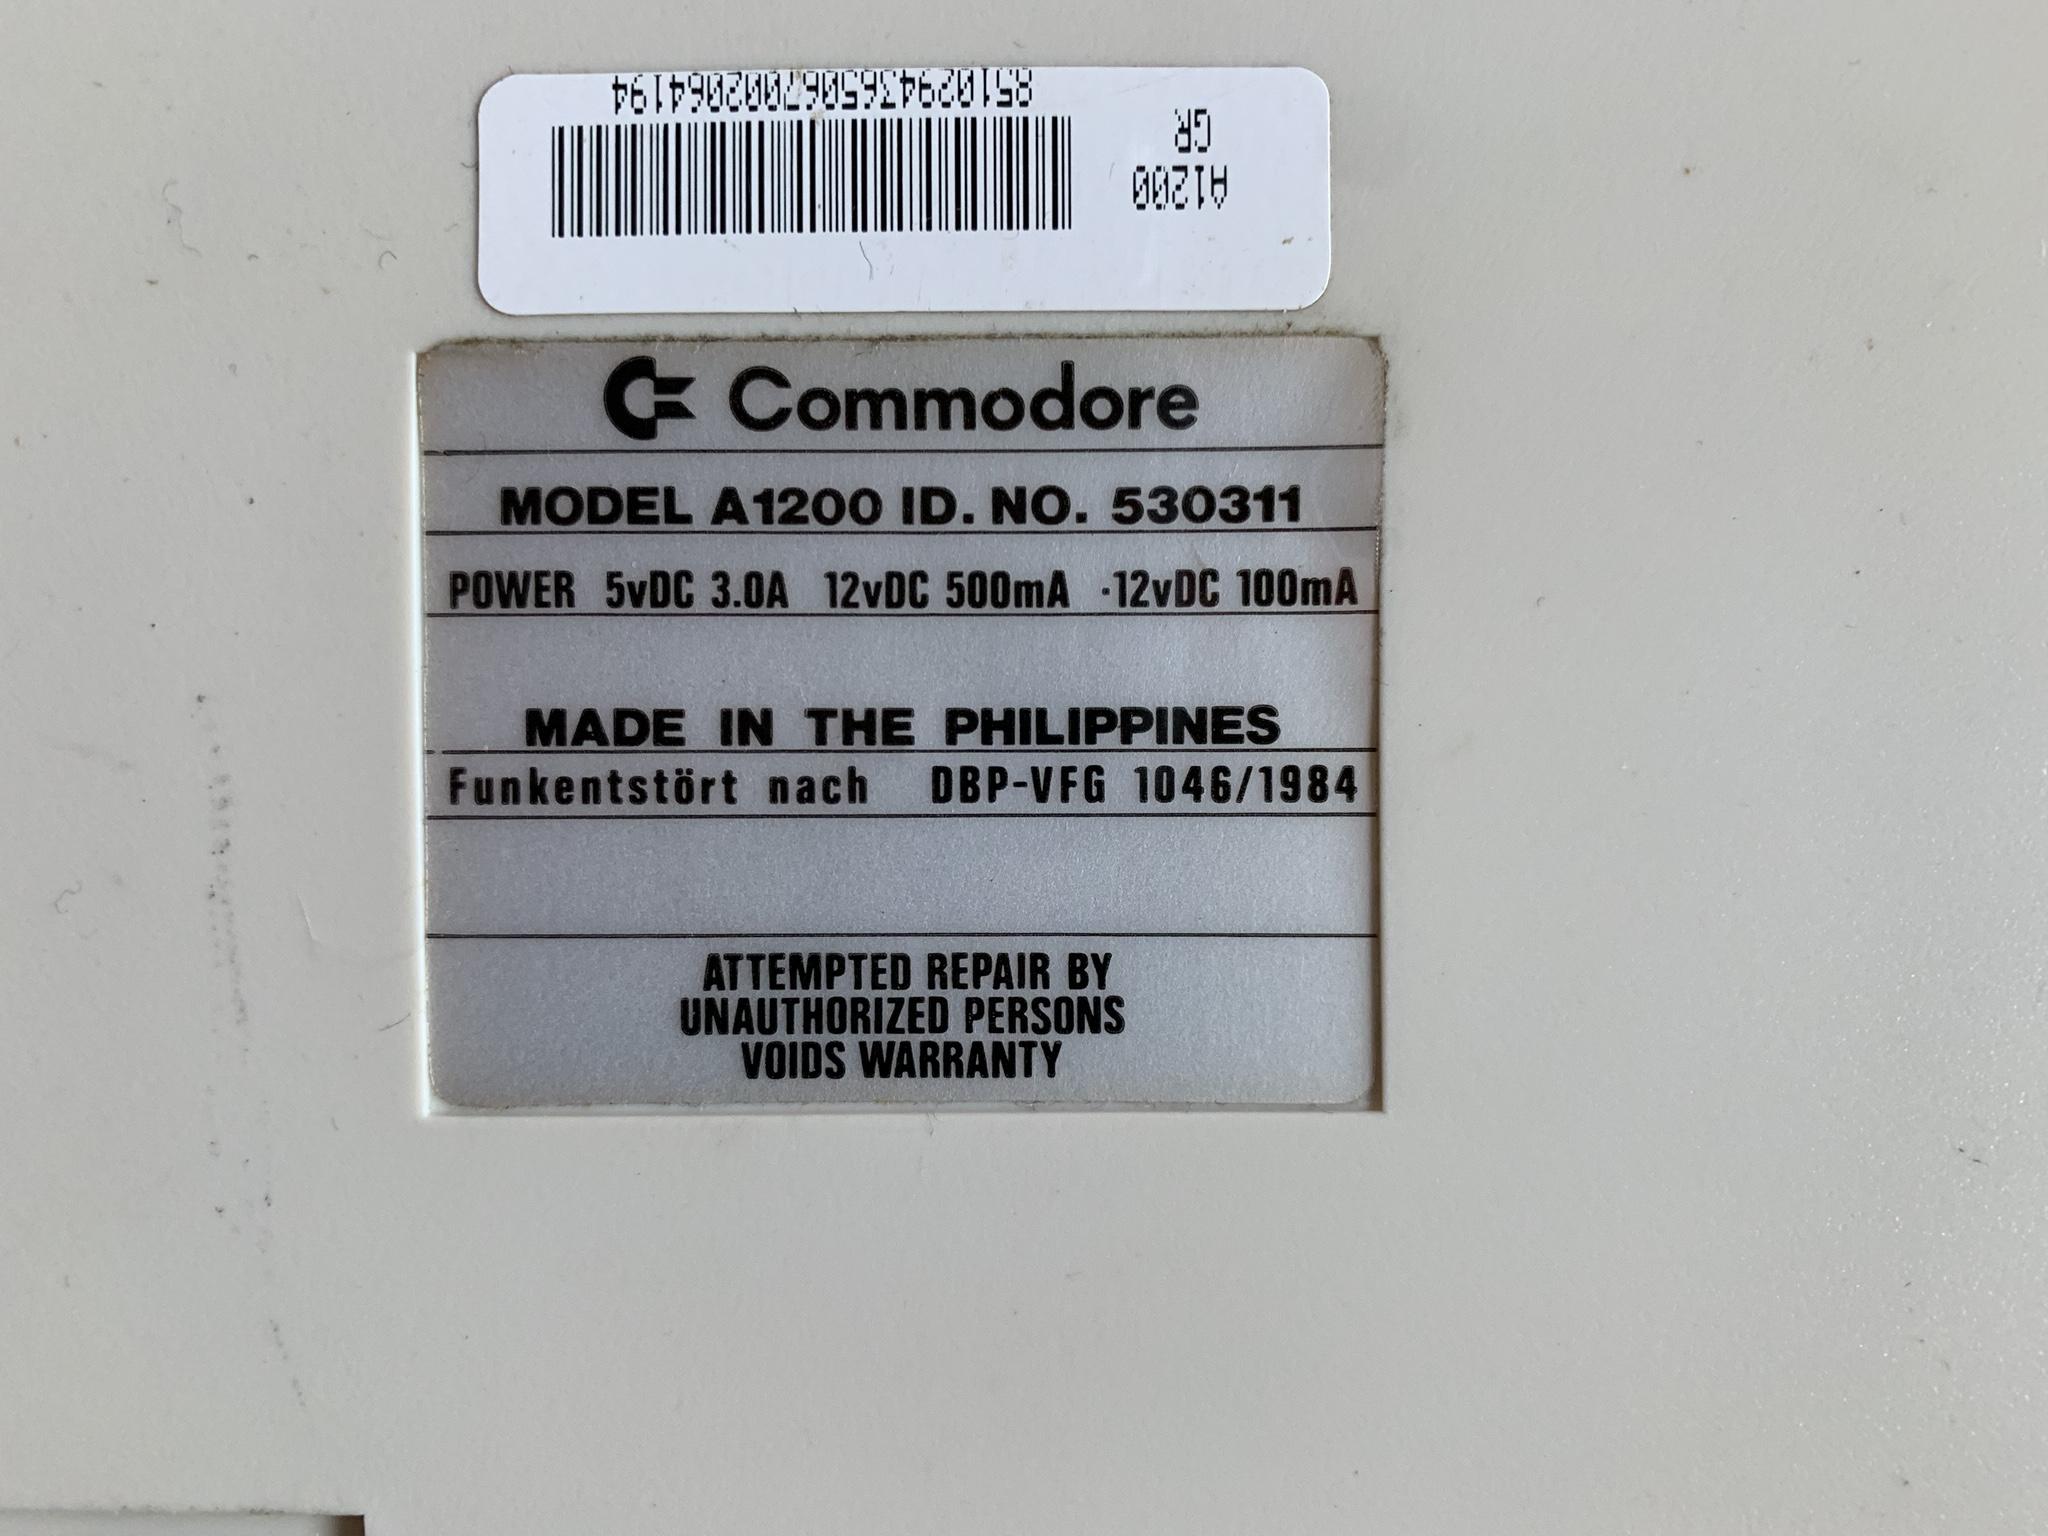 A1200
GR
8510294365067002064194
Commodore
MODEL A1200 ID. NO. 530311
POWER 5vDC 3.0A 12vDC 500mA -12vDC 100mA
MADE IN THE PHILIPPINES
Funkentstört nach DBP-VFG 1046/1984
ATTEMPTED REPAIR BY
UNAUTHORIZED PERSONS
VOIDS WARRANTY